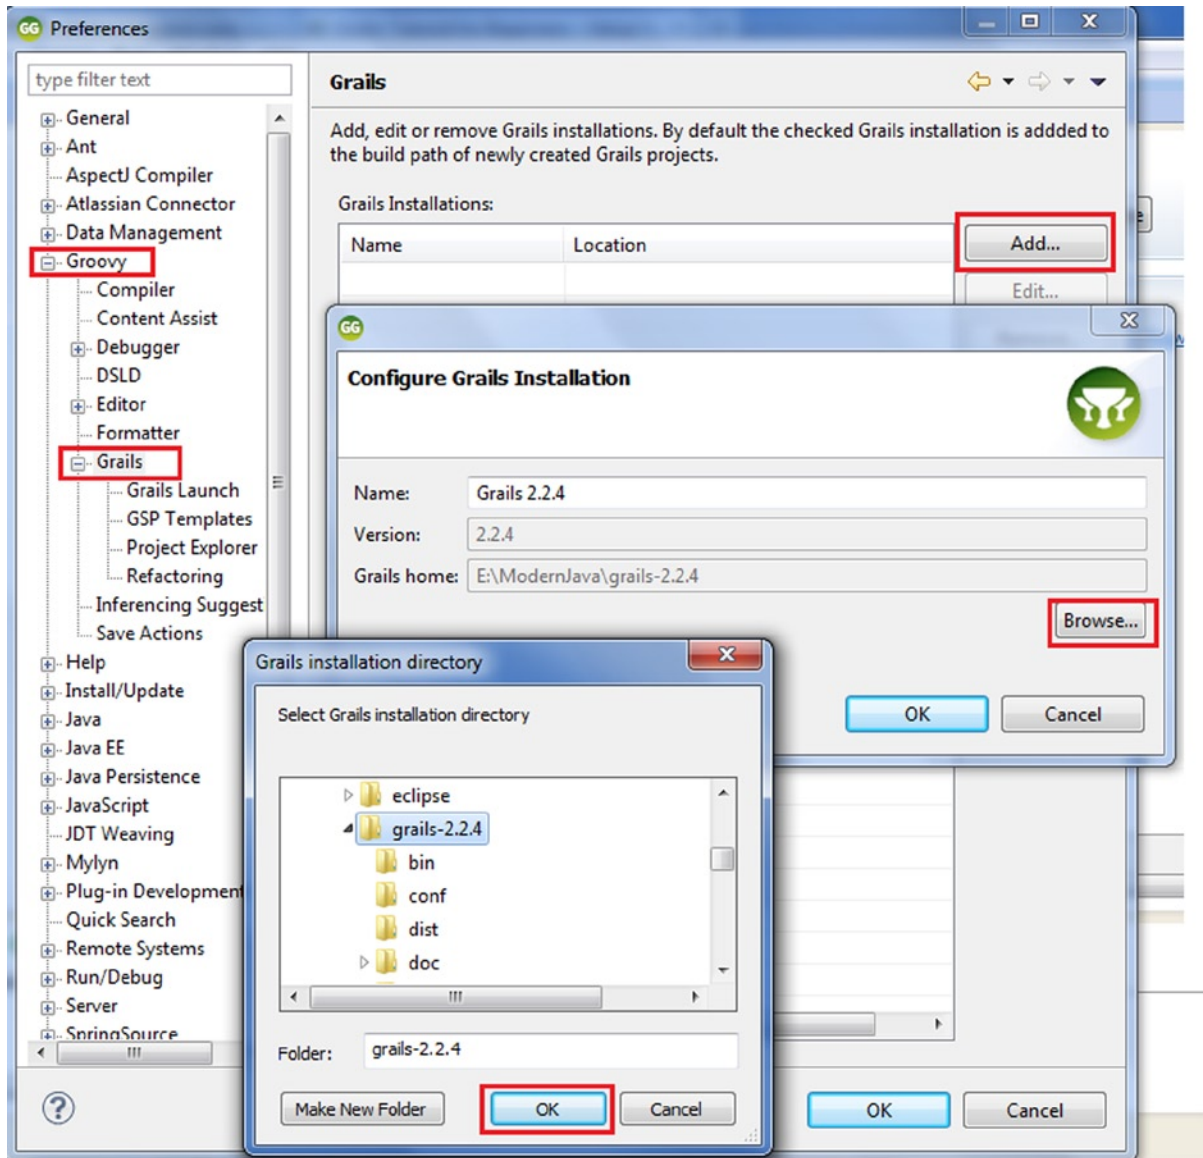 GG Preferences
type filter text
General
Ant
AspectJ Compiler
Atlassian Connector
Data Management
Groovy
Compiler
Content Assist
Debugger
DSLD
Editor
Formatter
Grails
Grails Launch
GSP Templates
Project Explorer
Refactoring
Inferencing Suggest
Save Actions
Help
Install/Update
Java
Java EE
Java Persistence
JavaScript
JDT Weaving
Mylyn
Plug-in Development
Quick Search
Remote Systems
Run/Debug
Server
SpringSource
Grails
Add, edit or remove Grails installations. By default the checked Grails installation is addded to
the build path of newly created Grails projects.
Grails Installations:
Name Location
Add...
Edit...
GG
Configure Grails Installation
Name: Grails 2.2.4
Version: 2.2.4
Grails home: E:\ModernJava\grails-2.2.4
Browse...
OK Cancel
Grails installation directory
Select Grails installation directory
eclipse
grails-2.2.4
bin
conf
dist
doc
Folder: grails-2.2.4
Make New Folder OK Cancel
? OK Cancel